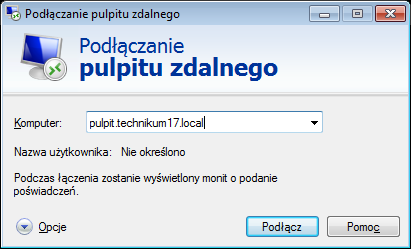 Podłączanie pulpitu zdalnego
Podłączanie
pulpitu zdalnego
Komputer:
pulpit.technikum17.local
Nazwa użytkownika: Nie określono
Podczas łączenia zostanie wyświetlony monit o podanie
poświadczeń.
Opcje
Podłącz
Pomoc